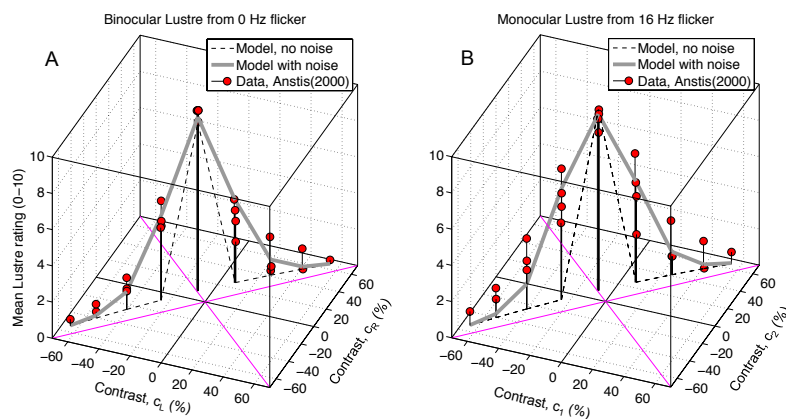 Binocular Lustre from 0 Hz flicker
A
Model, no noise
Model with noise
Data, Anstis(2000)
Mean Lustre rating (0−10)
10
8
6
4
2
0
−60
−40
−20
0
20
40
60
Contrast, c_L (%)
−60
−40
−20
0
20
40
60
Contrast, c_R (%)
Monocular Lustre from 16 Hz flicker
B
Model, no noise
Model with noise
Data, Anstis(2000)
10
8
6
4
2
0
−60
−40
−20
0
20
40
60
Contrast, c_1 (%)
−60
−40
−20
0
20
40
60
Contrast, c_2 (%)